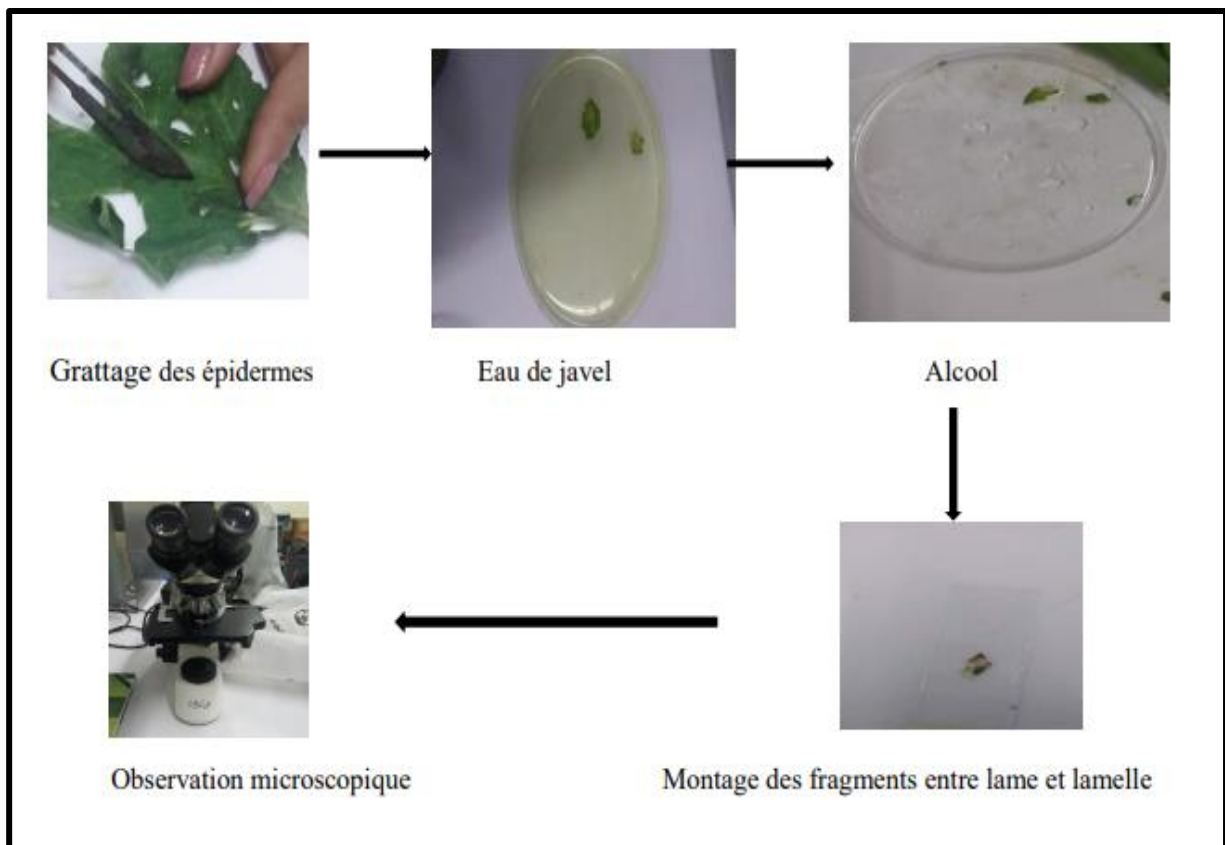 Grattage des épidermes
Eau de javel
Alcool
Observation microscopique
Montage des fragments entre lame et lamelle